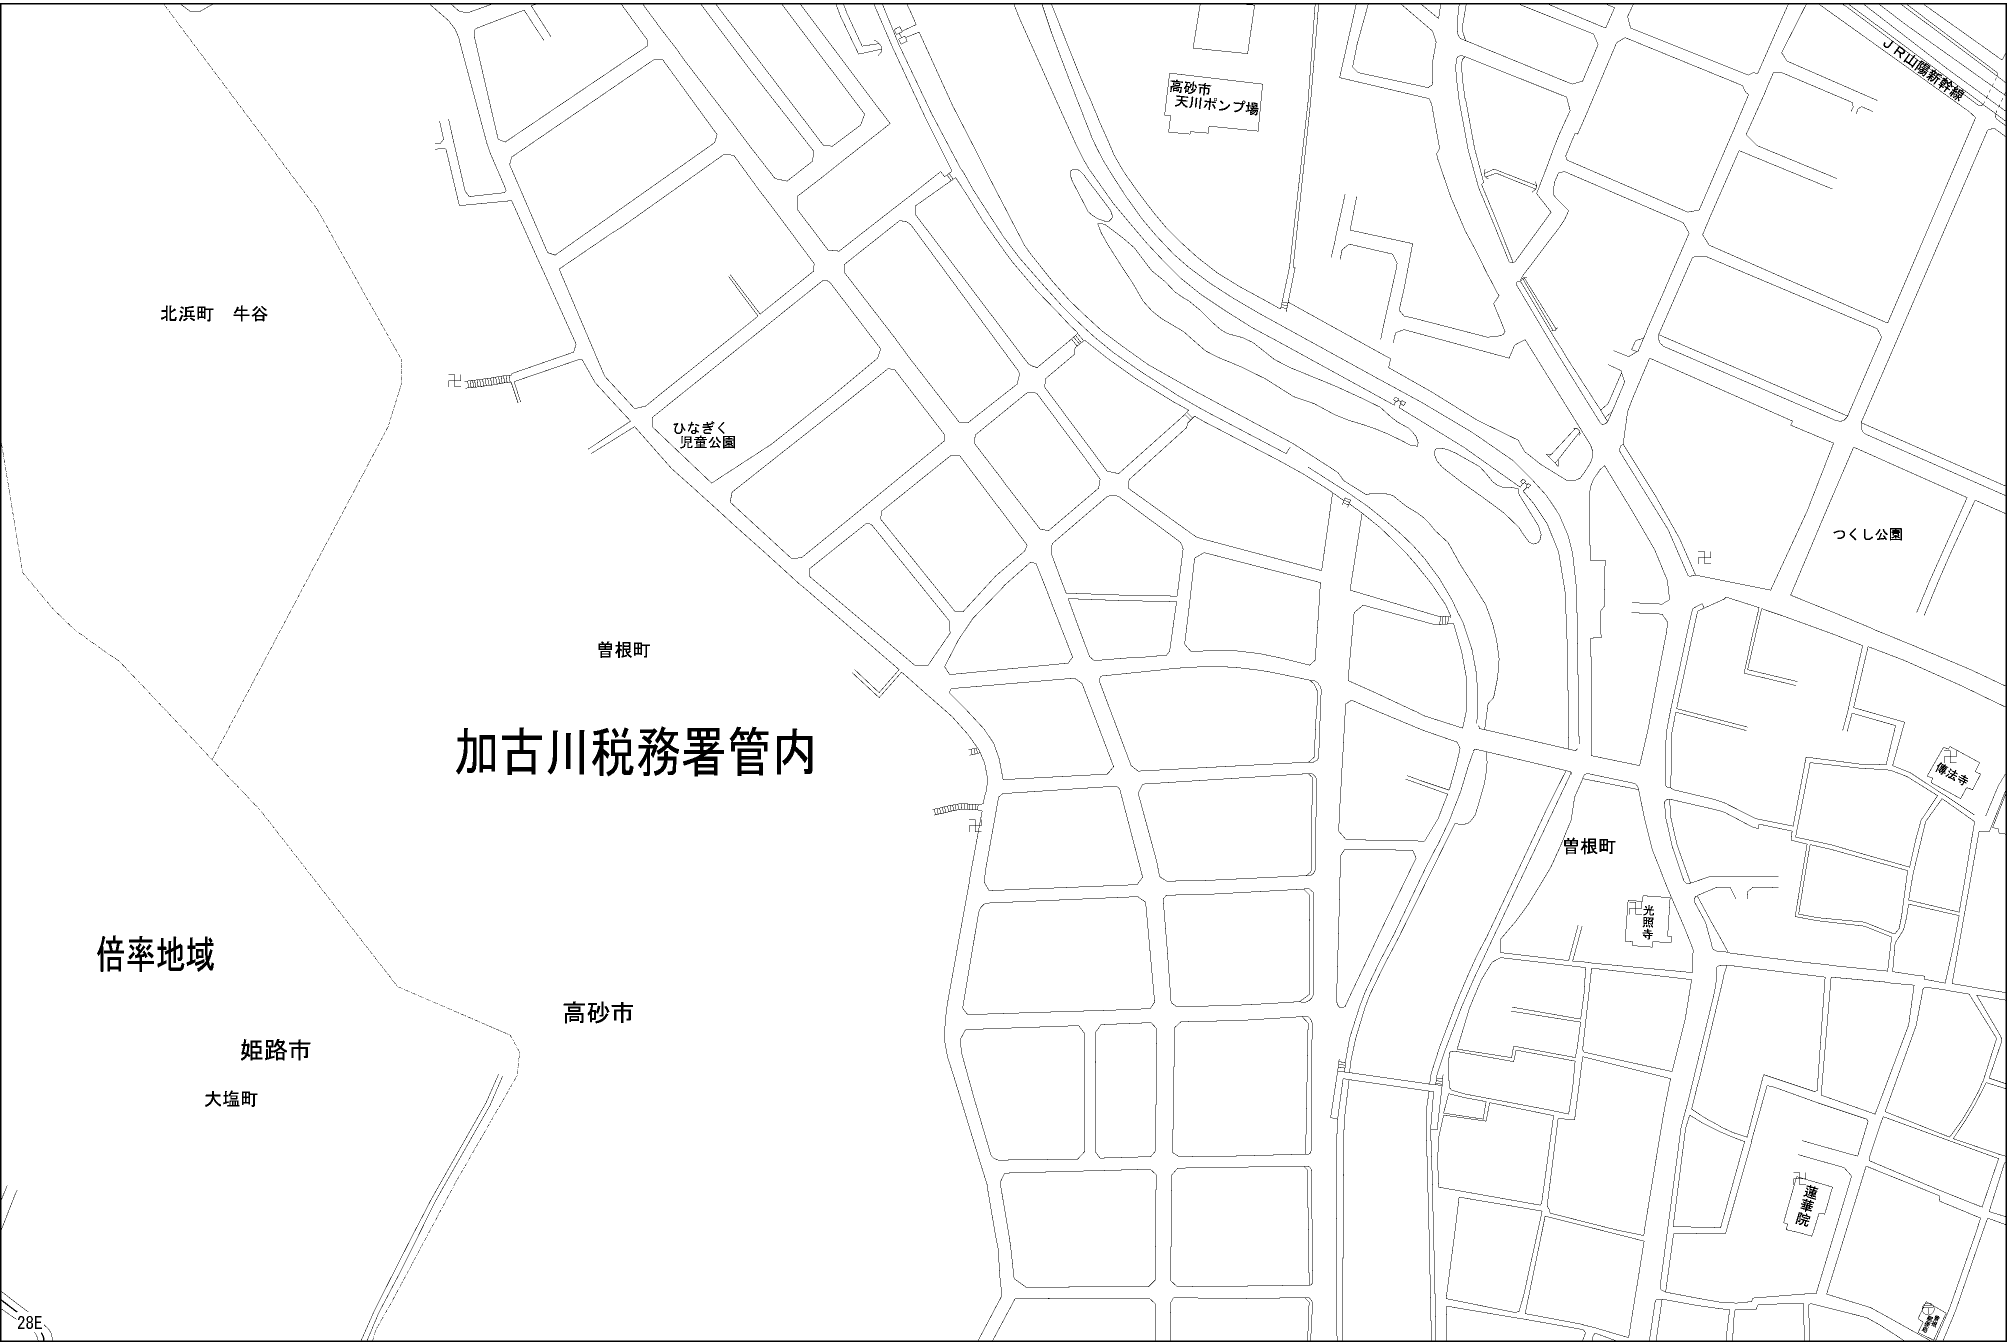 JR山陽新幹線
高砂市
天川ポンプ場
北浜町 牛谷
ひなぎく
児童公園
つくし公園
曽根町
加古川税務署管内
傳法寺
曽根町
光照寺
倍率地域
高砂市
姫路市
大塩町
蓮華院
28E